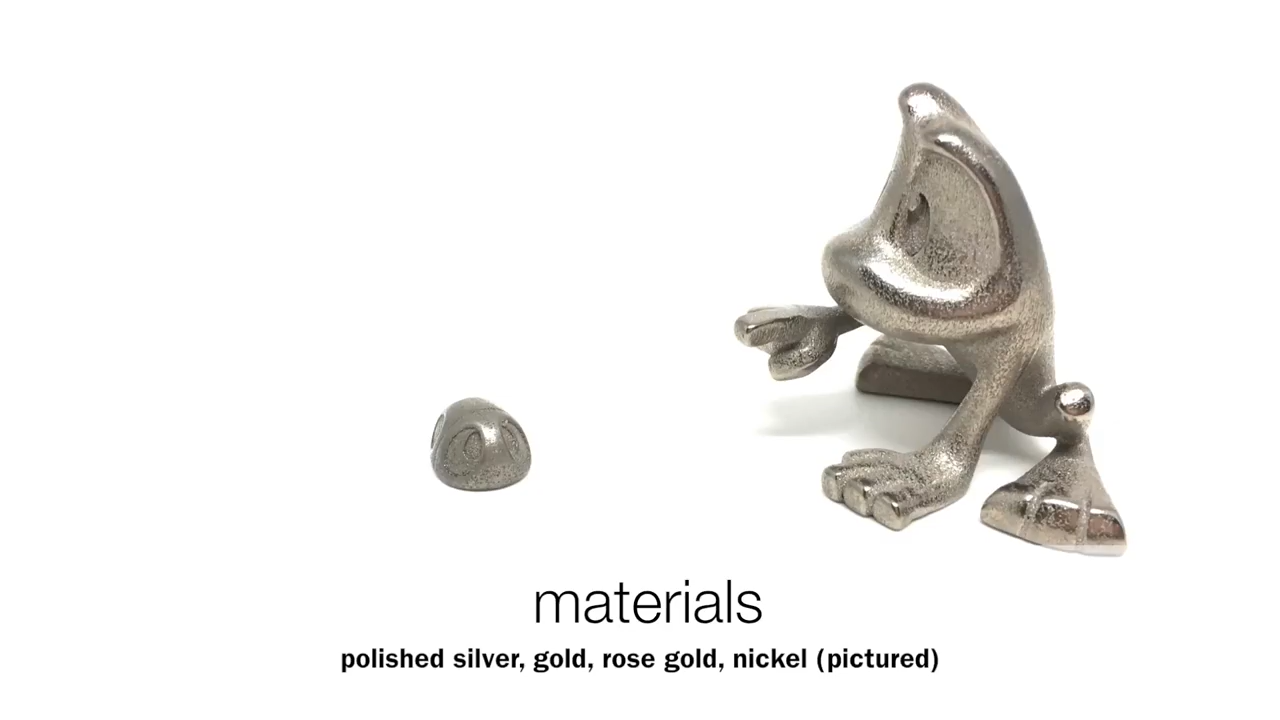 materials
polished silver, gold, rose gold, nickel (pictured)